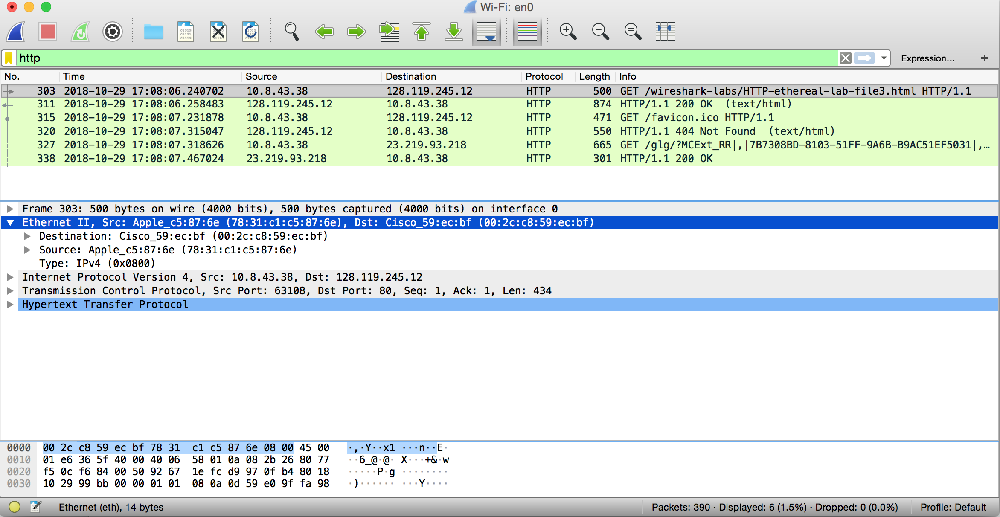 Wi-Fi: en0
http
Expression...
+
No. Time Source Destination Protocol Length Info
303 2018-10-29 17:08:06.240702 10.8.43.38 128.119.245.12 HTTP 500 GET /wireshark-labs/HTTP-ethereal-lab-file3.html HTTP/1.1
311 2018-10-29 17:08:06.258483 128.119.245.12 10.8.43.38 HTTP 874 HTTP/1.1 200 OK (text/html)
315 2018-10-29 17:08:07.231878 10.8.43.38 128.119.245.12 HTTP 471 GET /favicon.ico HTTP/1.1
320 2018-10-29 17:08:07.315047 128.119.245.12 10.8.43.38 HTTP 550 HTTP/1.1 404 Not Found (text/html)
327 2018-10-29 17:08:07.318626 10.8.43.38 23.219.93.218 HTTP 665 GET /glg/?MCExt_RR|,|7B7308BD-8103-51FF-9A6B-B9AC51EF5031|,…
338 2018-10-29 17:08:07.467024 23.219.93.218 10.8.43.38 HTTP 301 HTTP/1.1 200 OK
Frame 303: 500 bytes on wire (4000 bits), 500 bytes captured (4000 bits) on interface 0
Ethernet II, Src: Apple_c5:87:6e (78:31:c1:c5:87:6e), Dst: Cisco_59:ec:bf (00:2c:c8:59:ec:bf)
Destination: Cisco_59:ec:bf (00:2c:c8:59:ec:bf)
Source: Apple_c5:87:6e (78:31:c1:c5:87:6e)
Type: IPv4 (0x0800)
Internet Protocol Version 4, Src: 10.8.43.38, Dst: 128.119.245.12
Transmission Control Protocol, Src Port: 63108, Dst Port: 80, Seq: 1, Ack: 1, Len: 434
Hypertext Transfer Protocol
0000 00 2c c8 59 ec bf 78 31 c1 c5 87 6e 08 00 45 00 ·,·Y··x1 ···n··E·
0010 01 e6 36 5f 40 00 40 06 58 01 0a 08 2b 26 80 77 ··6_@·@· X···+&·w
0020 f5 0c f6 84 00 50 92 67 1e fc d9 97 0f b4 80 18 ·····P·g ········
0030 10 29 99 bb 00 00 01 01 08 0a 0d 59 e0 9f fa 98 ·)······ ···Y····
Ethernet (eth), 14 bytes
Packets: 390 · Displayed: 6 (1.5%) · Dropped: 0 (0.0%)
Profile: Default